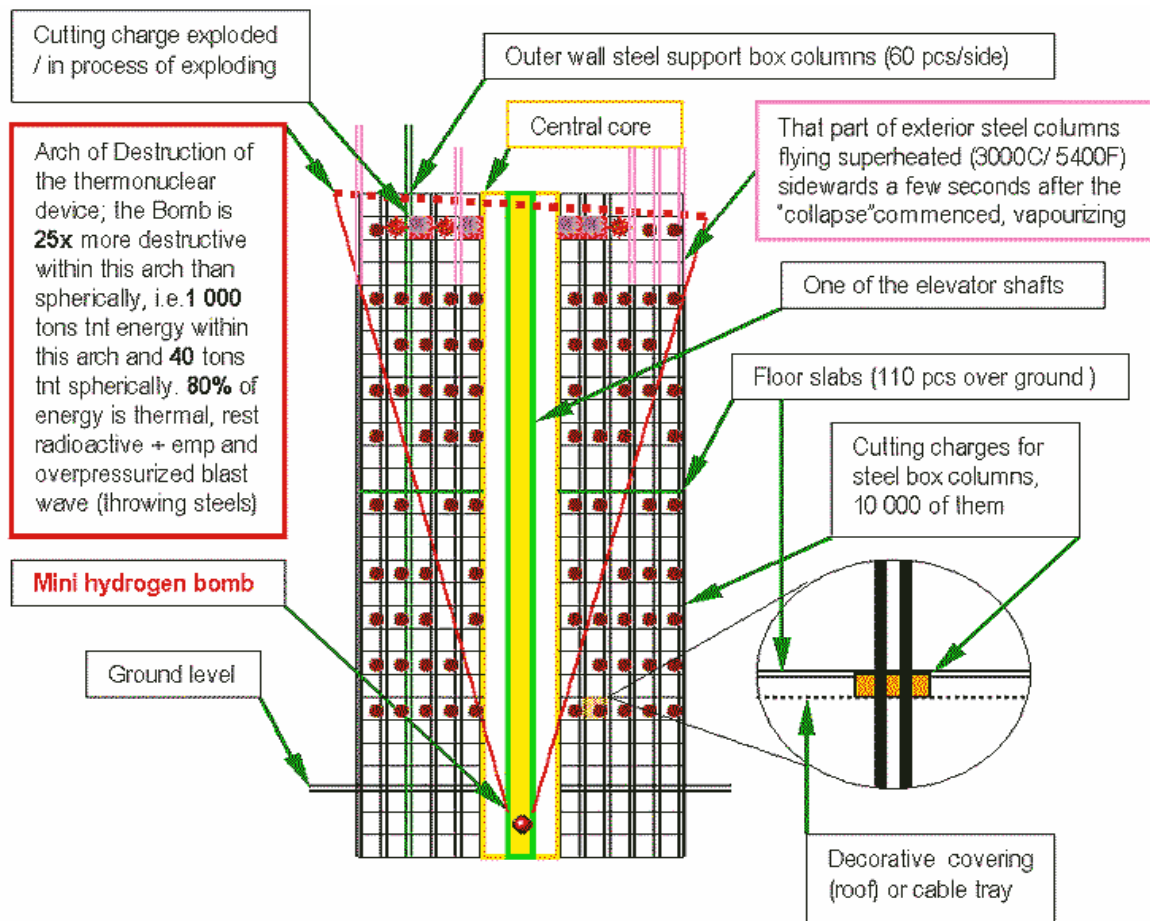 Cutting charge exploded
/ in process of exploding
Outer wall steel support box columns (60 pcs/side)
Central core
Arch of Destruction of
the thermonuclear
device; the Bomb is
25x more destructive
within this arch than
spherically, i.e.1 000
tons tnt energy within
this arch and 40 tons
tnt spherically. 80% of
energy is thermal, rest
radioactive + emp and
overpressurized blast
wave (throwing steels)
That part of exterior steel columns
flying superheated (3000C/ 5400F)
sidewards a few seconds after the
"collapse"commenced, vapourizing
One of the elevator shafts
Floor slabs (110 pcs over ground )
Cutting charges for
steel box columns,
10 000 of them
Mini hydrogen bomb
Ground level
Decorative covering
(roof) or cable tray